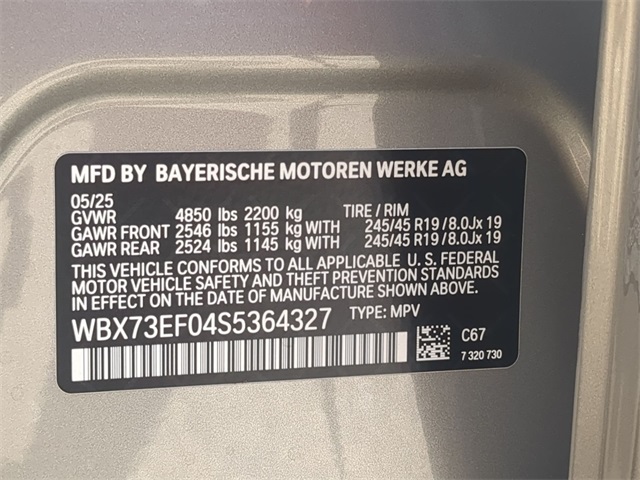 MFD BY BAYERISCHE MOTOREN WERKE AG
05/25
GVWR 4850 lbs 2200 kg TIRE / RIM
GAWR FRONT 2546 lbs 1155 kg WITH 245/45 R19/8.0Jx 19
GAWR REAR 2524 lbs 1145 kg WITH 245/45 R19/8.0Jx 19
THIS VEHICLE CONFORMS TO ALL APPLICABLE U. S. FEDERAL
MOTOR VEHICLE SAFETY AND THEFT PREVENTION STANDARDS
IN EFFECT ON THE DATE OF MANUFACTURE SHOWN ABOVE.
WBX73EF04S5364327 TYPE: MPV
C67
7 320 730